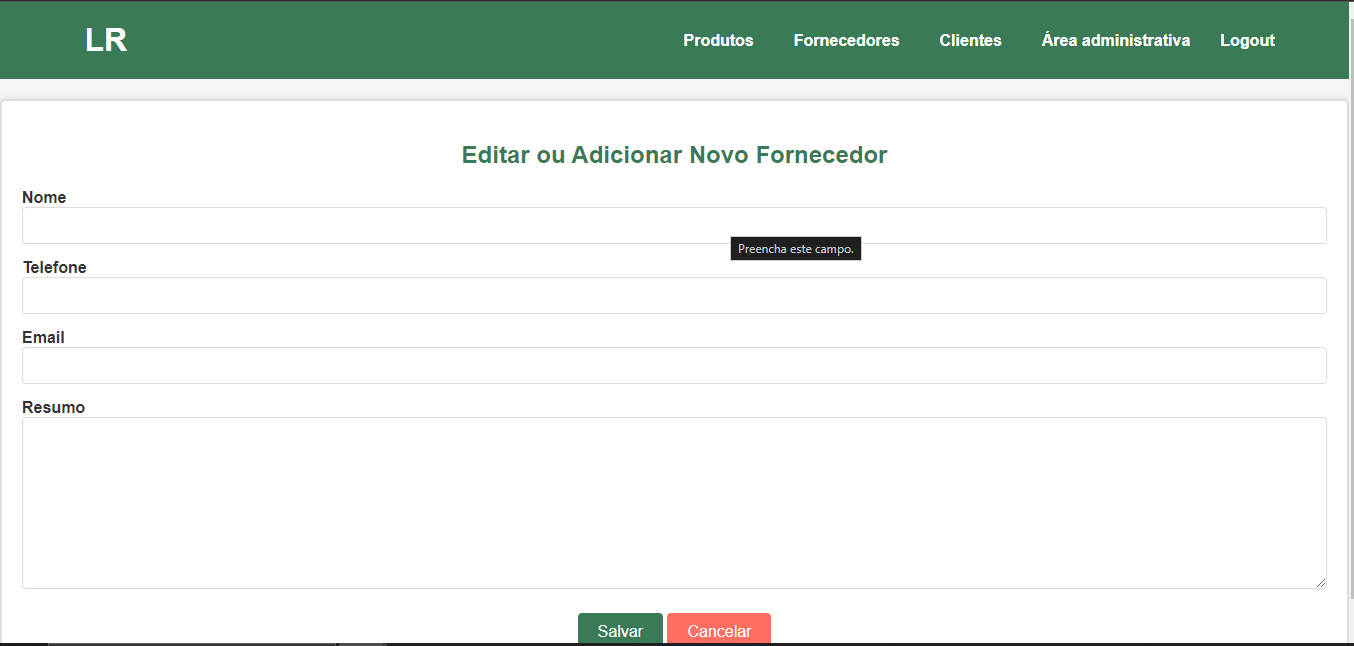 LR
Produtos Fornecedores Clientes Área administrativa Logout
Editar ou Adicionar Novo Fornecedor
Nome
Preencha este campo.
Telefone
Email
Resumo
Salvar Cancelar